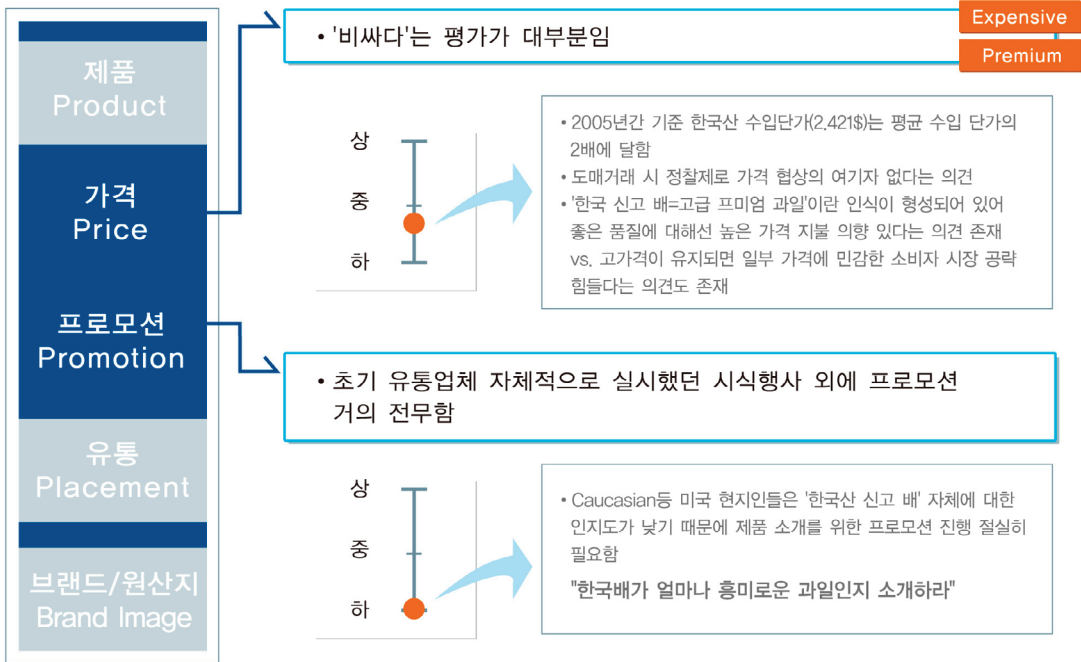 제품
Product
가격
Price
프로모션
Promotion
유통
Placement
브랜드/원산지
Brand Image
• '비싸다'는 평가가 대부분임
Expensive
Premium
상
중
하
• 2005년간 기준 한국산 수입단가(2,421$)는 평균 수입 단가의
2배에 달함
• 도매거래 시 정찰제로 가격 협상의 여기자 없다는 의견
• '한국 신고 배=고급 프미엄 과일'이란 인식이 형성되어 있어
좋은 품질에 대해선 높은 가격 지불 의향 있다는 의견 존재
vs. 고가격이 유지되면 일부 가격에 민감한 소비자 시장 공략
힘들다는 의견도 존재
• 초기 유통업체 자체적으로 실시했던 시식행사 외에 프로모션
거의 전무함
상
중
하
• Caucasian등 미국 현지인들은 '한국산 신고 배' 자체에 대한
인지도가 낮기 때문에 제품 소개를 위한 프로모션 진행 절실히
필요함
"한국배가 얼마나 흥미로운 과일인지 소개하라"